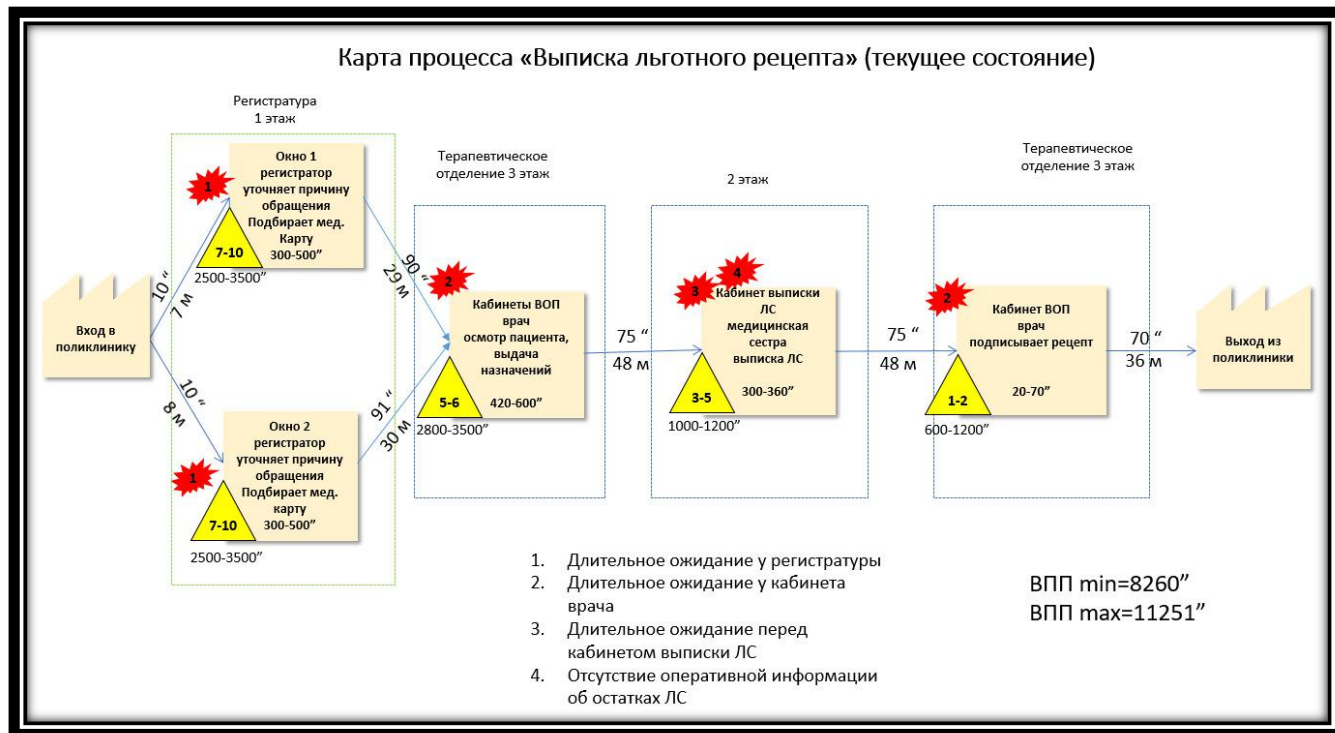 Карта процесса «Выписка льготного рецепта» (текущее состояние)
Регистратура
1 этаж
Вход в
поликлинику
10 “
7 м
10 “
8 м
1
Окно 1
регистратор
уточняет причину
обращения
Подбирает мед.
Карту
300-500”
7-10
2500-3500”
1
Окно 2
регистратор
уточняет причину
обращения
Подбирает мед.
карту
300-500”
7-10
2500-3500”
90 “
29 м
91 “
30 м
Терапевтическое
отделение 3 этаж
2
Кабинеты ВОП
врач
осмотр пациента,
выдача
назначений
420-600”
5-6
2800-3500”
75 “
48 м
2 этаж
3
4
Кабинет выписки
ЛС
медицинская
сестра
выписка ЛС
300-360”
3-5
1000-1200”
75 “
48 м
Терапевтическое
отделение 3 этаж
2
Кабинет ВОП
врач
подписывает рецепт
20-70”
1-2
600-1200”
70 “
36 м
Выход из
поликлиники
1. Длительное ожидание у регистратуры
2. Длительное ожидание у кабинета
врача
3. Длительное ожидание перед
кабинетом выписки ЛС
4. Отсутствие оперативной информации
об остатках ЛС
ВПП min=8260”
ВПП max=11251”